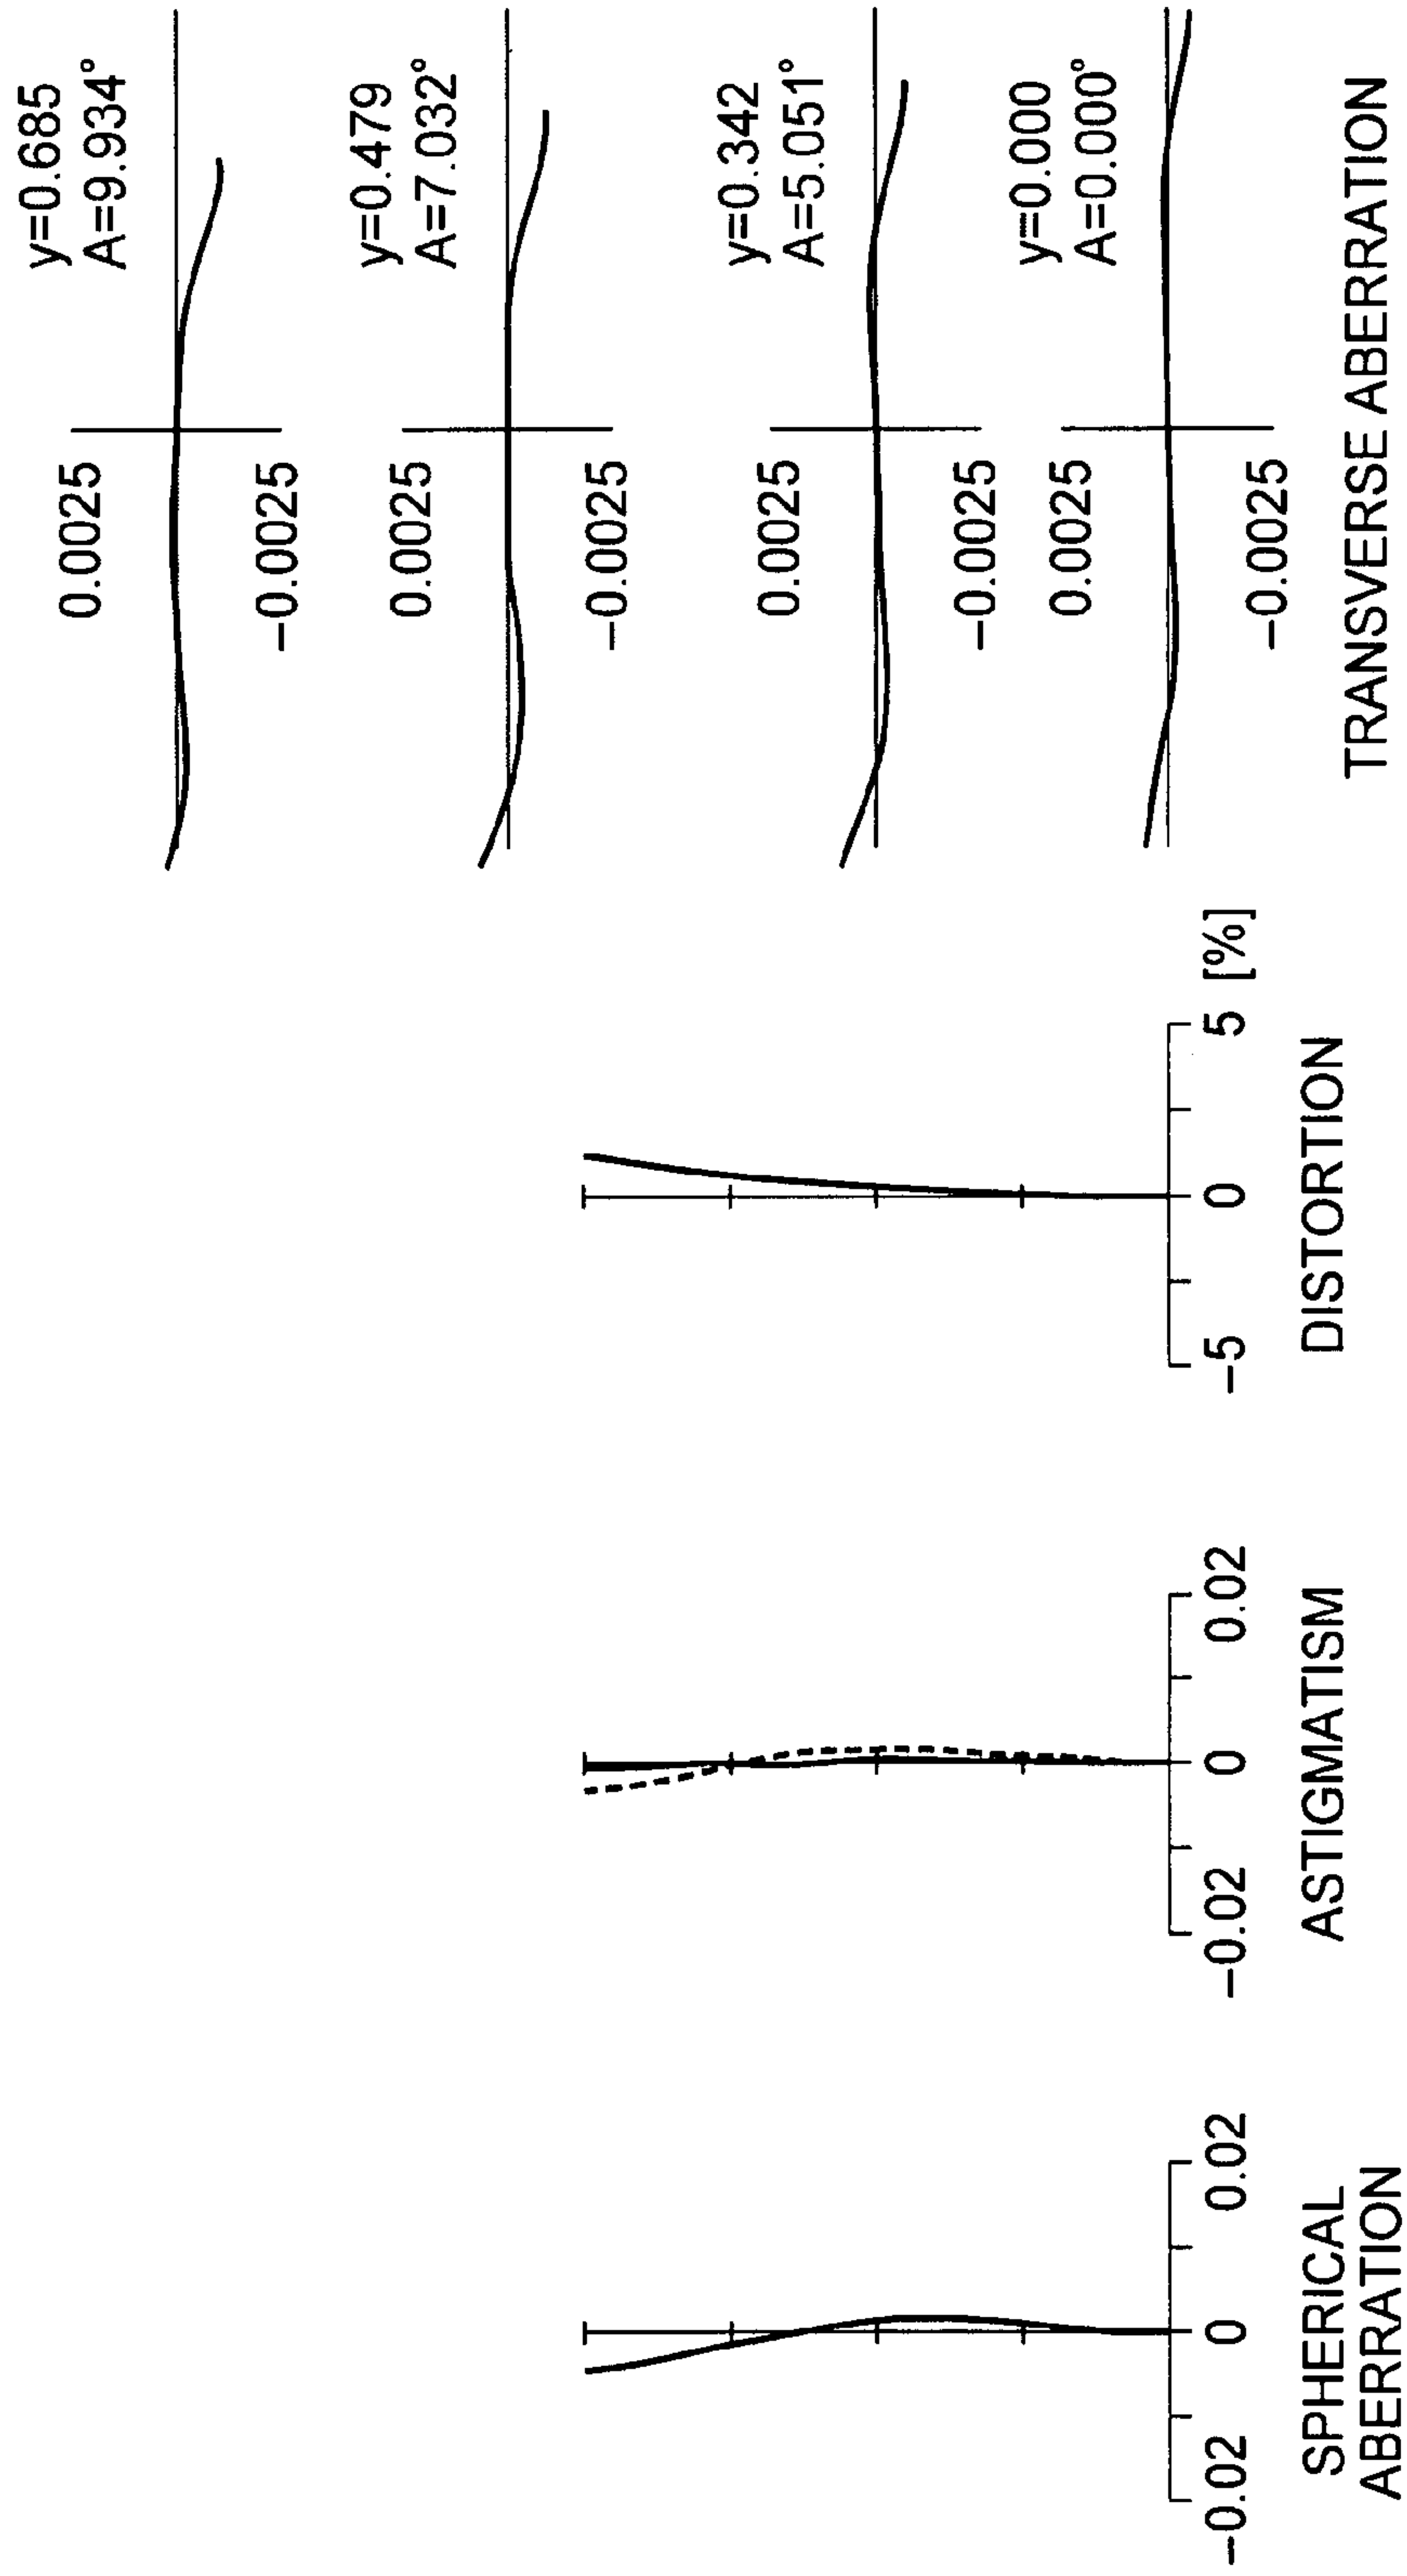 −0.02
0
0.02
SPHERICAL
ABERRATION
−0.02
0
0.02
ASTIGMATISM
−5
0
5
[%]
DISTORTION
y=0.685
A=9.934°
0.0025
−0.0025
y=0.479
A=7.032°
0.0025
−0.0025
y=0.342
A=5.051°
0.0025
−0.0025
y=0.000
A=0.000°
0.0025
−0.0025
TRANSVERSE ABERRATION